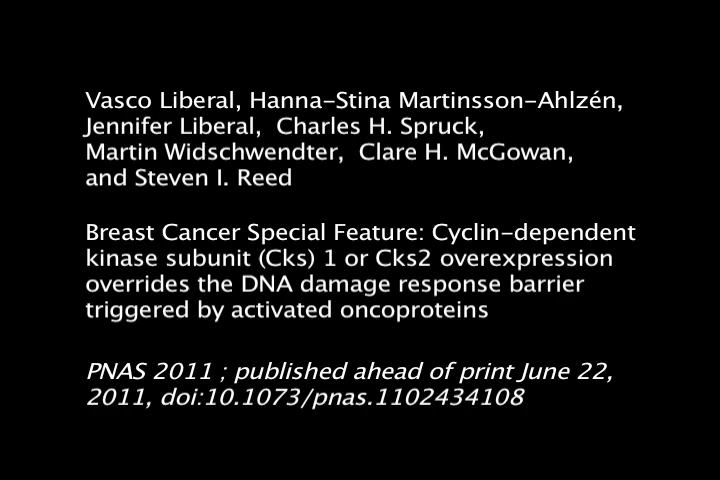 Vasco Liberal, Hanna-Stina Martinsson-Ahlzén,
Jennifer Liberal,  Charles H. Spruck,
Martin Widschwendter,  Clare H. McGowan,
and Steven I. Reed
Breast Cancer Special Feature: Cyclin-dependent
kinase subunit (Cks) 1 or Cks2 overexpression
overrides the DNA damage response barrier
triggered by activated oncoproteins
PNAS 2011 ; published ahead of print June 22,
2011, doi:10.1073/pnas.1102434108